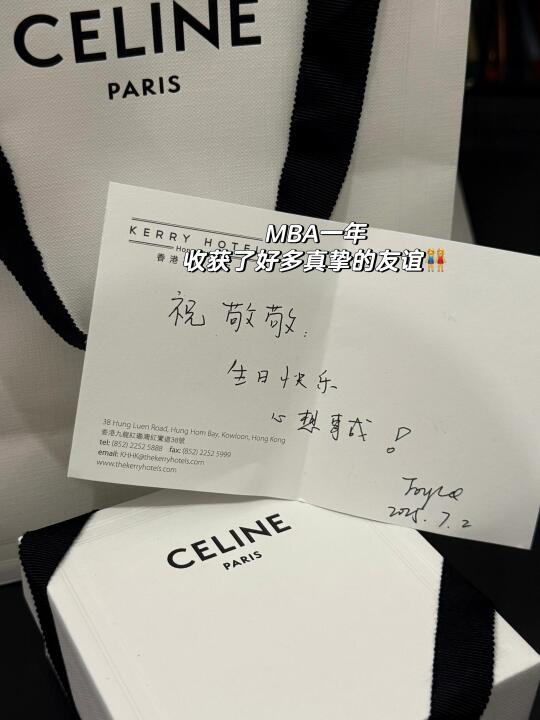 CELINE
PARIS
MBA一年
收获了好多真挚的友谊👭
KERRY HOTEL
香港
祝 敬敬:
生日快乐
心想事成!
38 Hung Luen Road, Hung Hom Bay, Kowloon, Hong Kong
香港九龍紅磡灣紅鸞道38號
tel: (852) 2252 5888 fax: (852) 2252 5999
email: KHHK@thekerryhotels.com
www.thekerryhotels.com
Joyce
2025.7.2
CELINE
PARIS